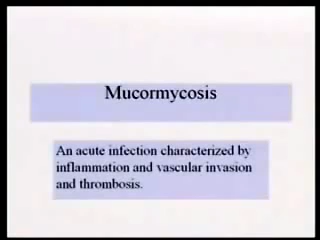 Mucormycosis
An acute infection characterized by
inflammation and vascular invasion
and thrombosis.